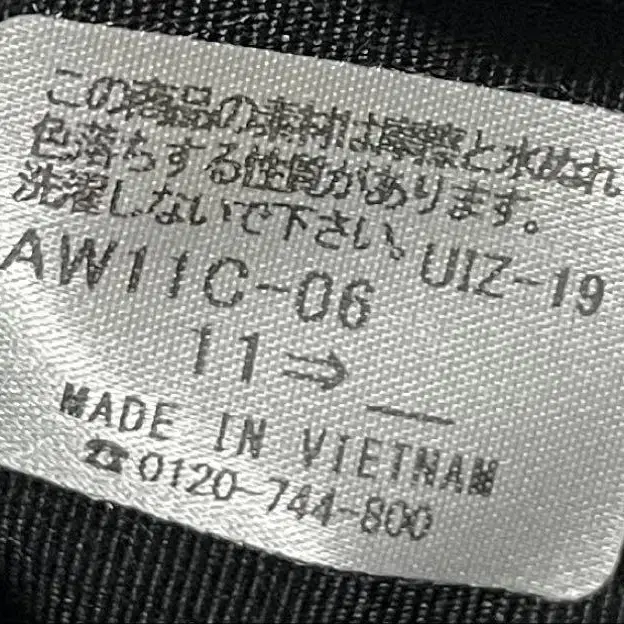 この商品の素材は摩擦と水ぬれ
色落ちする性質があります。
洗濯しないで下さい。 UIZ-19
AW11C-06
11⇒__
MADE IN VIETNAM
☎0120-744-800